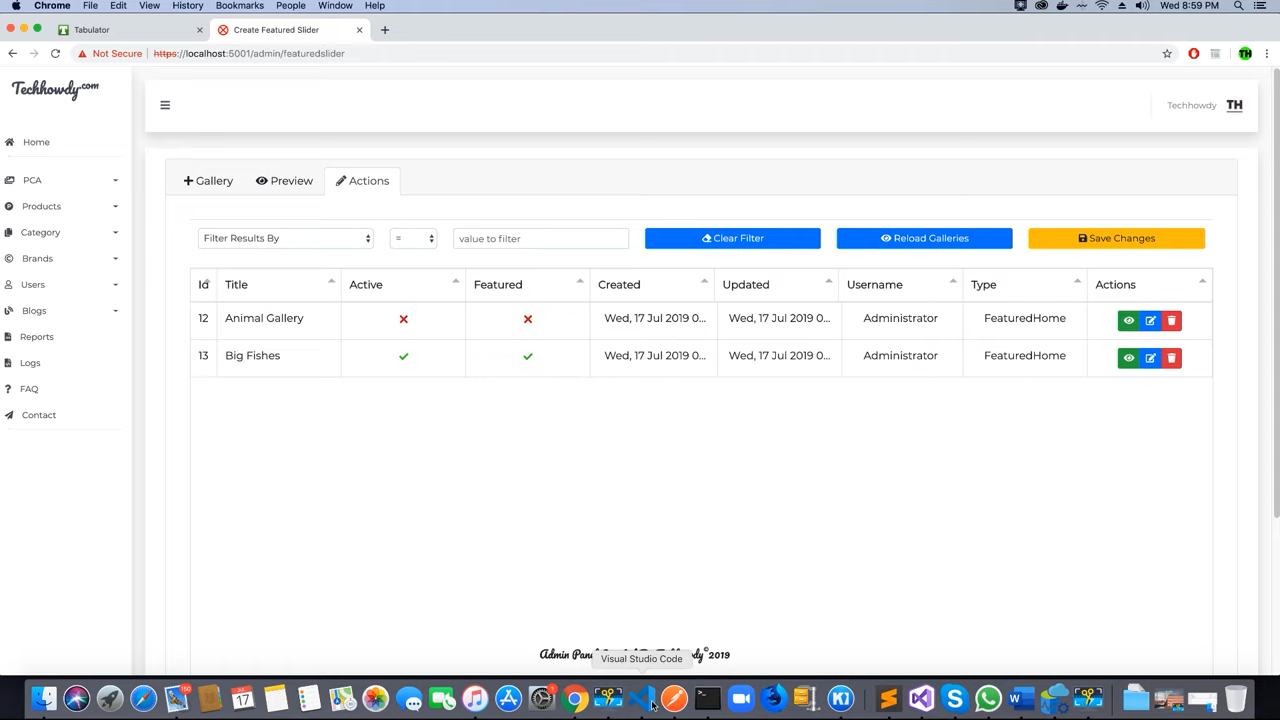 Chrome File Edit View History Bookmarks People Window Help Wed 8:59 PM
Tabulator Create Featured Slider
Not Secure https://localhost:5001/admin/featuredslider TH
Techhowdy.com
Techhowdy TH
Home
PCA
Products
Category
Brands
Users
Blogs
Reports
Logs
FAQ
Contact
Gallery Preview Actions
Filter Results By = value to filter Clear Filter Reload Galleries Save Changes
Id Title Active Featured Created Updated Username Type Actions
12 Animal Gallery Wed, 17 Jul 2019 0... Wed, 17 Jul 2019 0... Administrator FeaturedHome
13 Big Fishes Wed, 17 Jul 2019 0... Wed, 17 Jul 2019 0... Administrator FeaturedHome
Admin Pan 2019
Visual Studio Code
150 17 1